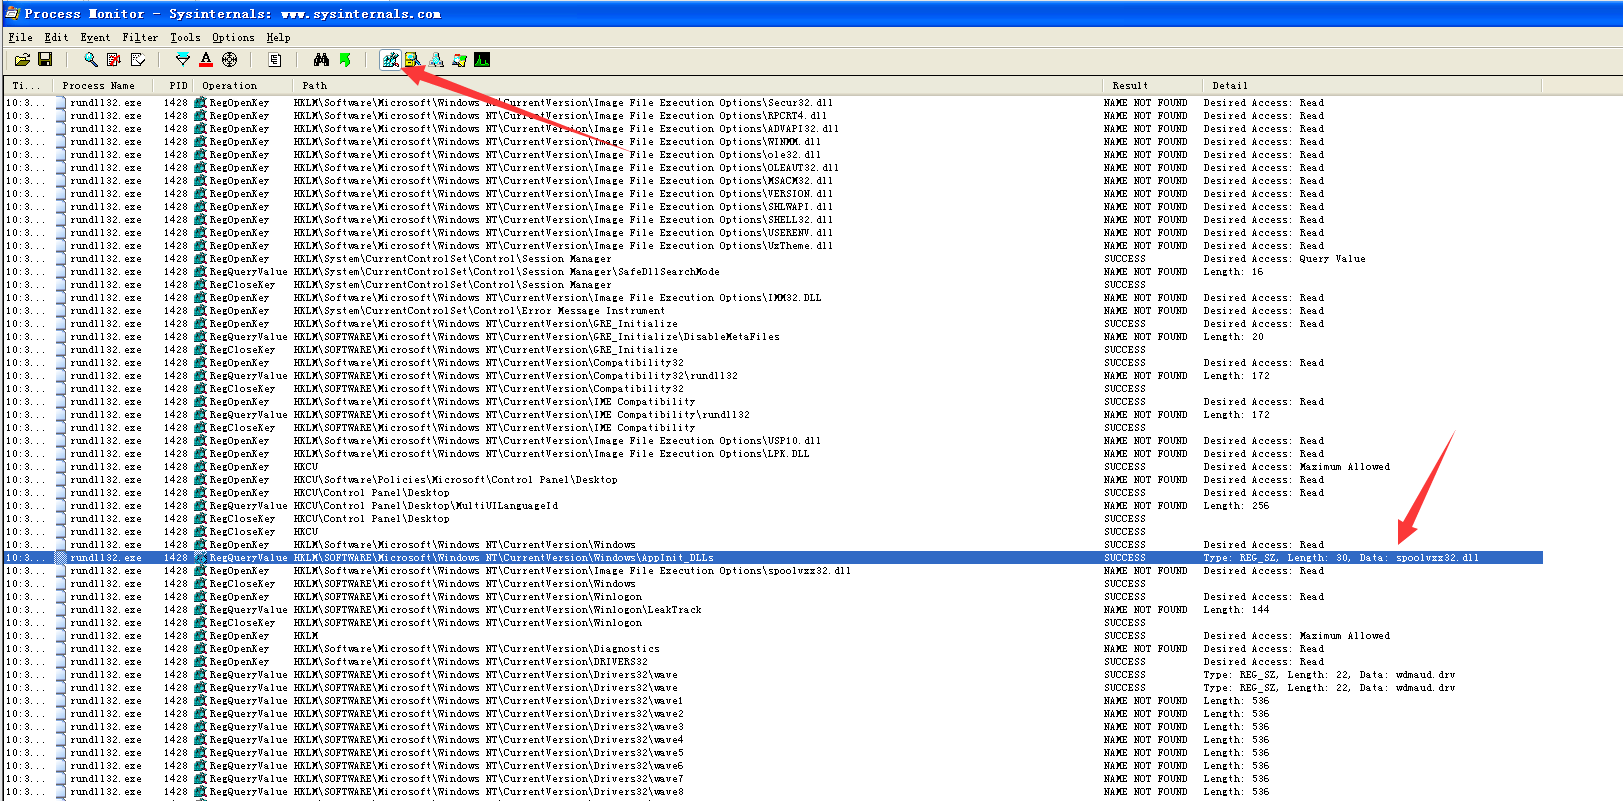 Process Monitor - Sysinternals: www.sysinternals.com
File Edit Event Filter Tools Options Help
Ti... Process Name PID Operation Path Result Detail
10:3... rundll32.exe 1428 RegOpenKey HKLM\Software\Microsoft\Windows NT\CurrentVersion\Image File Execution Options\Secur32.dll NAME NOT FOUND Desired Access: Read
10:3... rundll32.exe 1428 RegOpenKey HKLM\Software\Microsoft\Windows NT\CurrentVersion\Image File Execution Options\RPCRT4.dll NAME NOT FOUND Desired Access: Read
10:3... rundll32.exe 1428 RegOpenKey HKLM\Software\Microsoft\Windows NT\CurrentVersion\Image File Execution Options\ADVAPI32.dll NAME NOT FOUND Desired Access: Read
10:3... rundll32.exe 1428 RegOpenKey HKLM\Software\Microsoft\Windows NT\CurrentVersion\Image File Execution Options\WINMM.dll NAME NOT FOUND Desired Access: Read
10:3... rundll32.exe 1428 RegOpenKey HKLM\Software\Microsoft\Windows NT\CurrentVersion\Image File Execution Options\ole32.dll NAME NOT FOUND Desired Access: Read
10:3... rundll32.exe 1428 RegOpenKey HKLM\Software\Microsoft\Windows NT\CurrentVersion\Image File Execution Options\OLEAUT32.dll NAME NOT FOUND Desired Access: Read
10:3... rundll32.exe 1428 RegOpenKey HKLM\Software\Microsoft\Windows NT\CurrentVersion\Image File Execution Options\MSACM32.dll NAME NOT FOUND Desired Access: Read
10:3... rundll32.exe 1428 RegOpenKey HKLM\Software\Microsoft\Windows NT\CurrentVersion\Image File Execution Options\VERSION.dll NAME NOT FOUND Desired Access: Read
10:3... rundll32.exe 1428 RegOpenKey HKLM\Software\Microsoft\Windows NT\CurrentVersion\Image File Execution Options\SHLWAPI.dll NAME NOT FOUND Desired Access: Read
10:3... rundll32.exe 1428 RegOpenKey HKLM\Software\Microsoft\Windows NT\CurrentVersion\Image File Execution Options\SHELL32.dll NAME NOT FOUND Desired Access: Read
10:3... rundll32.exe 1428 RegOpenKey HKLM\Software\Microsoft\Windows NT\CurrentVersion\Image File Execution Options\USERENV.dll NAME NOT FOUND Desired Access: Read
10:3... rundll32.exe 1428 RegOpenKey HKLM\Software\Microsoft\Windows NT\CurrentVersion\Image File Execution Options\UxTheme.dll NAME NOT FOUND Desired Access: Read
10:3... rundll32.exe 1428 RegOpenKey HKLM\System\CurrentControlSet\Control\Session Manager SUCCESS Desired Access: Query Value
10:3... rundll32.exe 1428 RegQueryValue HKLM\System\CurrentControlSet\Control\Session Manager\SafeDllSearchMode NAME NOT FOUND Length: 16
10:3... rundll32.exe 1428 RegCloseKey HKLM\System\CurrentControlSet\Control\Session Manager SUCCESS
10:3... rundll32.exe 1428 RegOpenKey HKLM\Software\Microsoft\Windows NT\CurrentVersion\Image File Execution Options\IMM32.DLL NAME NOT FOUND Desired Access: Read
10:3... rundll32.exe 1428 RegOpenKey HKLM\System\CurrentControlSet\Control\Error Message Instrument NAME NOT FOUND Desired Access: Read
10:3... rundll32.exe 1428 RegOpenKey HKLM\Software\Microsoft\Windows NT\CurrentVersion\GRE_Initialize SUCCESS Desired Access: Read
10:3... rundll32.exe 1428 RegQueryValue HKLM\SOFTWARE\Microsoft\Windows NT\CurrentVersion\GRE_Initialize\DisableMetaFiles NAME NOT FOUND Length: 20
10:3... rundll32.exe 1428 RegCloseKey HKLM\SOFTWARE\Microsoft\Windows NT\CurrentVersion\GRE_Initialize SUCCESS
10:3... rundll32.exe 1428 RegOpenKey HKLM\Software\Microsoft\Windows NT\CurrentVersion\Compatibility32 SUCCESS Desired Access: Read
10:3... rundll32.exe 1428 RegQueryValue HKLM\SOFTWARE\Microsoft\Windows NT\CurrentVersion\Compatibility32\rundll32 NAME NOT FOUND Length: 172
10:3... rundll32.exe 1428 RegCloseKey HKLM\SOFTWARE\Microsoft\Windows NT\CurrentVersion\Compatibility32 SUCCESS
10:3... rundll32.exe 1428 RegOpenKey HKLM\Software\Microsoft\Windows NT\CurrentVersion\IME Compatibility SUCCESS Desired Access: Read
10:3... rundll32.exe 1428 RegQueryValue HKLM\SOFTWARE\Microsoft\Windows NT\CurrentVersion\IME Compatibility\rundll32 NAME NOT FOUND Length: 172
10:3... rundll32.exe 1428 RegCloseKey HKLM\SOFTWARE\Microsoft\Windows NT\CurrentVersion\IME Compatibility SUCCESS
10:3... rundll32.exe 1428 RegOpenKey HKLM\Software\Microsoft\Windows NT\CurrentVersion\Image File Execution Options\USP10.dll NAME NOT FOUND Desired Access: Read
10:3... rundll32.exe 1428 RegOpenKey HKLM\Software\Microsoft\Windows NT\CurrentVersion\Image File Execution Options\LPK.DLL NAME NOT FOUND Desired Access: Read
10:3... rundll32.exe 1428 RegOpenKey HKCU SUCCESS Desired Access: Maximum Allowed
10:3... rundll32.exe 1428 RegOpenKey HKCU\Software\Policies\Microsoft\Control Panel\Desktop NAME NOT FOUND Desired Access: Read
10:3... rundll32.exe 1428 RegOpenKey HKCU\Control Panel\Desktop SUCCESS Desired Access: Read
10:3... rundll32.exe 1428 RegQueryValue HKCU\Control Panel\Desktop\MultiUILanguageId NAME NOT FOUND Length: 256
10:3... rundll32.exe 1428 RegCloseKey HKCU\Control Panel\Desktop SUCCESS
10:3... rundll32.exe 1428 RegCloseKey HKCU SUCCESS
10:3... rundll32.exe 1428 RegOpenKey HKLM\Software\Microsoft\Windows NT\CurrentVersion\Windows SUCCESS Desired Access: Read
10:3... rundll32.exe 1428 RegQueryValue HKLM\SOFTWARE\Microsoft\Windows NT\CurrentVersion\Windows\AppInit_DLLs SUCCESS Type: REG_SZ, Length: 30, Data: spoolvxx32.dll
10:3... rundll32.exe 1428 RegOpenKey HKLM\Software\Microsoft\Windows NT\CurrentVersion\Image File Execution Options\spoolvxx32.dll NAME NOT FOUND Desired Access: Read
10:3... rundll32.exe 1428 RegCloseKey HKLM\SOFTWARE\Microsoft\Windows NT\CurrentVersion\Windows SUCCESS
10:3... rundll32.exe 1428 RegOpenKey HKLM\Software\Microsoft\Windows NT\CurrentVersion\Winlogon SUCCESS Desired Access: Read
10:3... rundll32.exe 1428 RegQueryValue HKLM\SOFTWARE\Microsoft\Windows NT\CurrentVersion\Winlogon\LeakTrack NAME NOT FOUND Length: 144
10:3... rundll32.exe 1428 RegCloseKey HKLM\SOFTWARE\Microsoft\Windows NT\CurrentVersion\Winlogon SUCCESS
10:3... rundll32.exe 1428 RegOpenKey HKLM SUCCESS Desired Access: Maximum Allowed
10:3... rundll32.exe 1428 RegOpenKey HKLM\Software\Microsoft\Windows NT\CurrentVersion\Diagnostics NAME NOT FOUND Desired Access: Read
10:3... rundll32.exe 1428 RegOpenKey HKLM\Software\Microsoft\Windows NT\CurrentVersion\DRIVERS32 SUCCESS Desired Access: Read
10:3... rundll32.exe 1428 RegQueryValue HKLM\SOFTWARE\Microsoft\Windows NT\CurrentVersion\Drivers32\wave SUCCESS Type: REG_SZ, Length: 22, Data: wdmaud.drv
10:3... rundll32.exe 1428 RegQueryValue HKLM\SOFTWARE\Microsoft\Windows NT\CurrentVersion\Drivers32\wave SUCCESS Type: REG_SZ, Length: 22, Data: wdmaud.drv
10:3... rundll32.exe 1428 RegQueryValue HKLM\SOFTWARE\Microsoft\Windows NT\CurrentVersion\Drivers32\wave1 NAME NOT FOUND Length: 536
10:3... rundll32.exe 1428 RegQueryValue HKLM\SOFTWARE\Microsoft\Windows NT\CurrentVersion\Drivers32\wave2 NAME NOT FOUND Length: 536
10:3... rundll32.exe 1428 RegQueryValue HKLM\SOFTWARE\Microsoft\Windows NT\CurrentVersion\Drivers32\wave3 NAME NOT FOUND Length: 536
10:3... rundll32.exe 1428 RegQueryValue HKLM\SOFTWARE\Microsoft\Windows NT\CurrentVersion\Drivers32\wave4 NAME NOT FOUND Length: 536
10:3... rundll32.exe 1428 RegQueryValue HKLM\SOFTWARE\Microsoft\Windows NT\CurrentVersion\Drivers32\wave5 NAME NOT FOUND Length: 536
10:3... rundll32.exe 1428 RegQueryValue HKLM\SOFTWARE\Microsoft\Windows NT\CurrentVersion\Drivers32\wave6 NAME NOT FOUND Length: 536
10:3... rundll32.exe 1428 RegQueryValue HKLM\SOFTWARE\Microsoft\Windows NT\CurrentVersion\Drivers32\wave7 NAME NOT FOUND Length: 536
10:3... rundll32.exe 1428 RegQueryValue HKLM\SOFTWARE\Microsoft\Windows NT\CurrentVersion\Drivers32\wave8 NAME NOT FOUND Length: 536